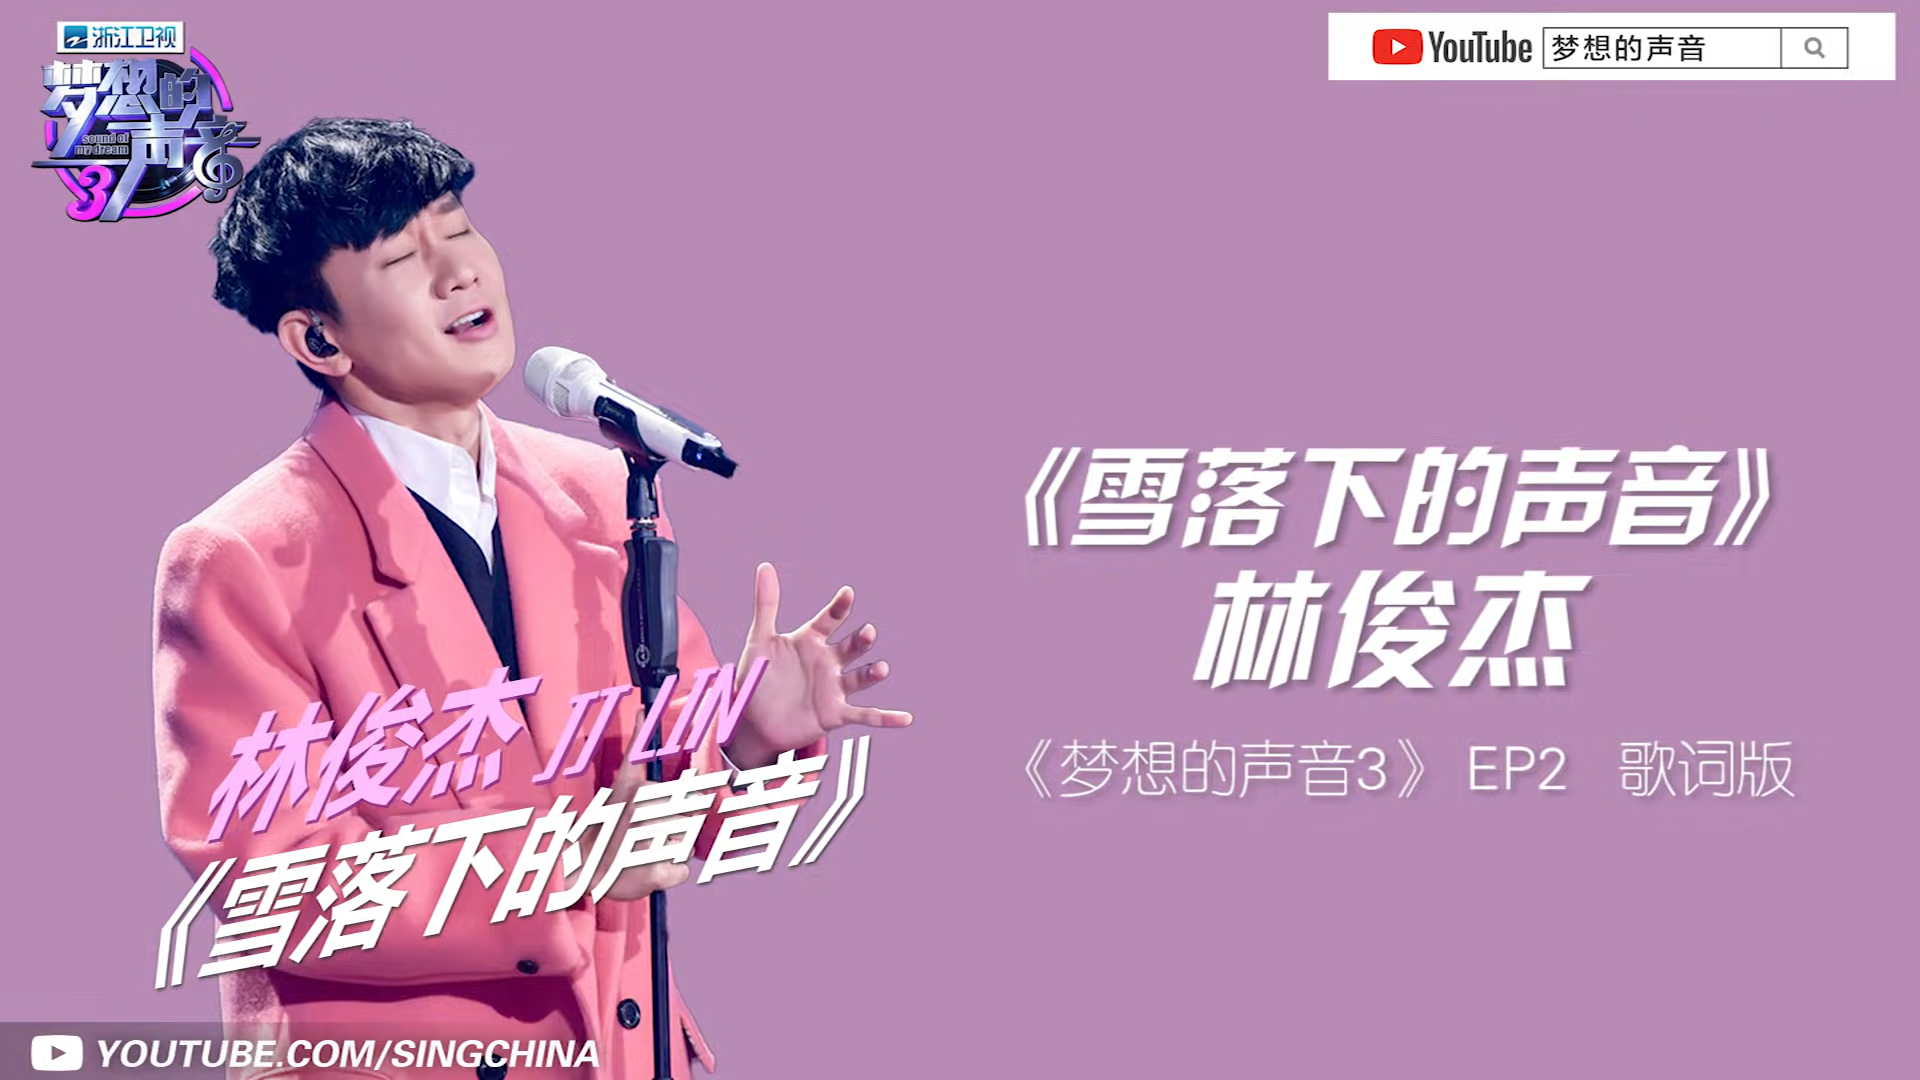 浙江卫视
梦想的
声音
sound of
my dream
3
YouTube 梦想的声音
《雪落下的声音》
林俊杰
《梦想的声音3》 EP2 歌词版
林俊杰 JJ LIN
《雪落下的声音》
YOUTUBE.COM/SINGCHINA